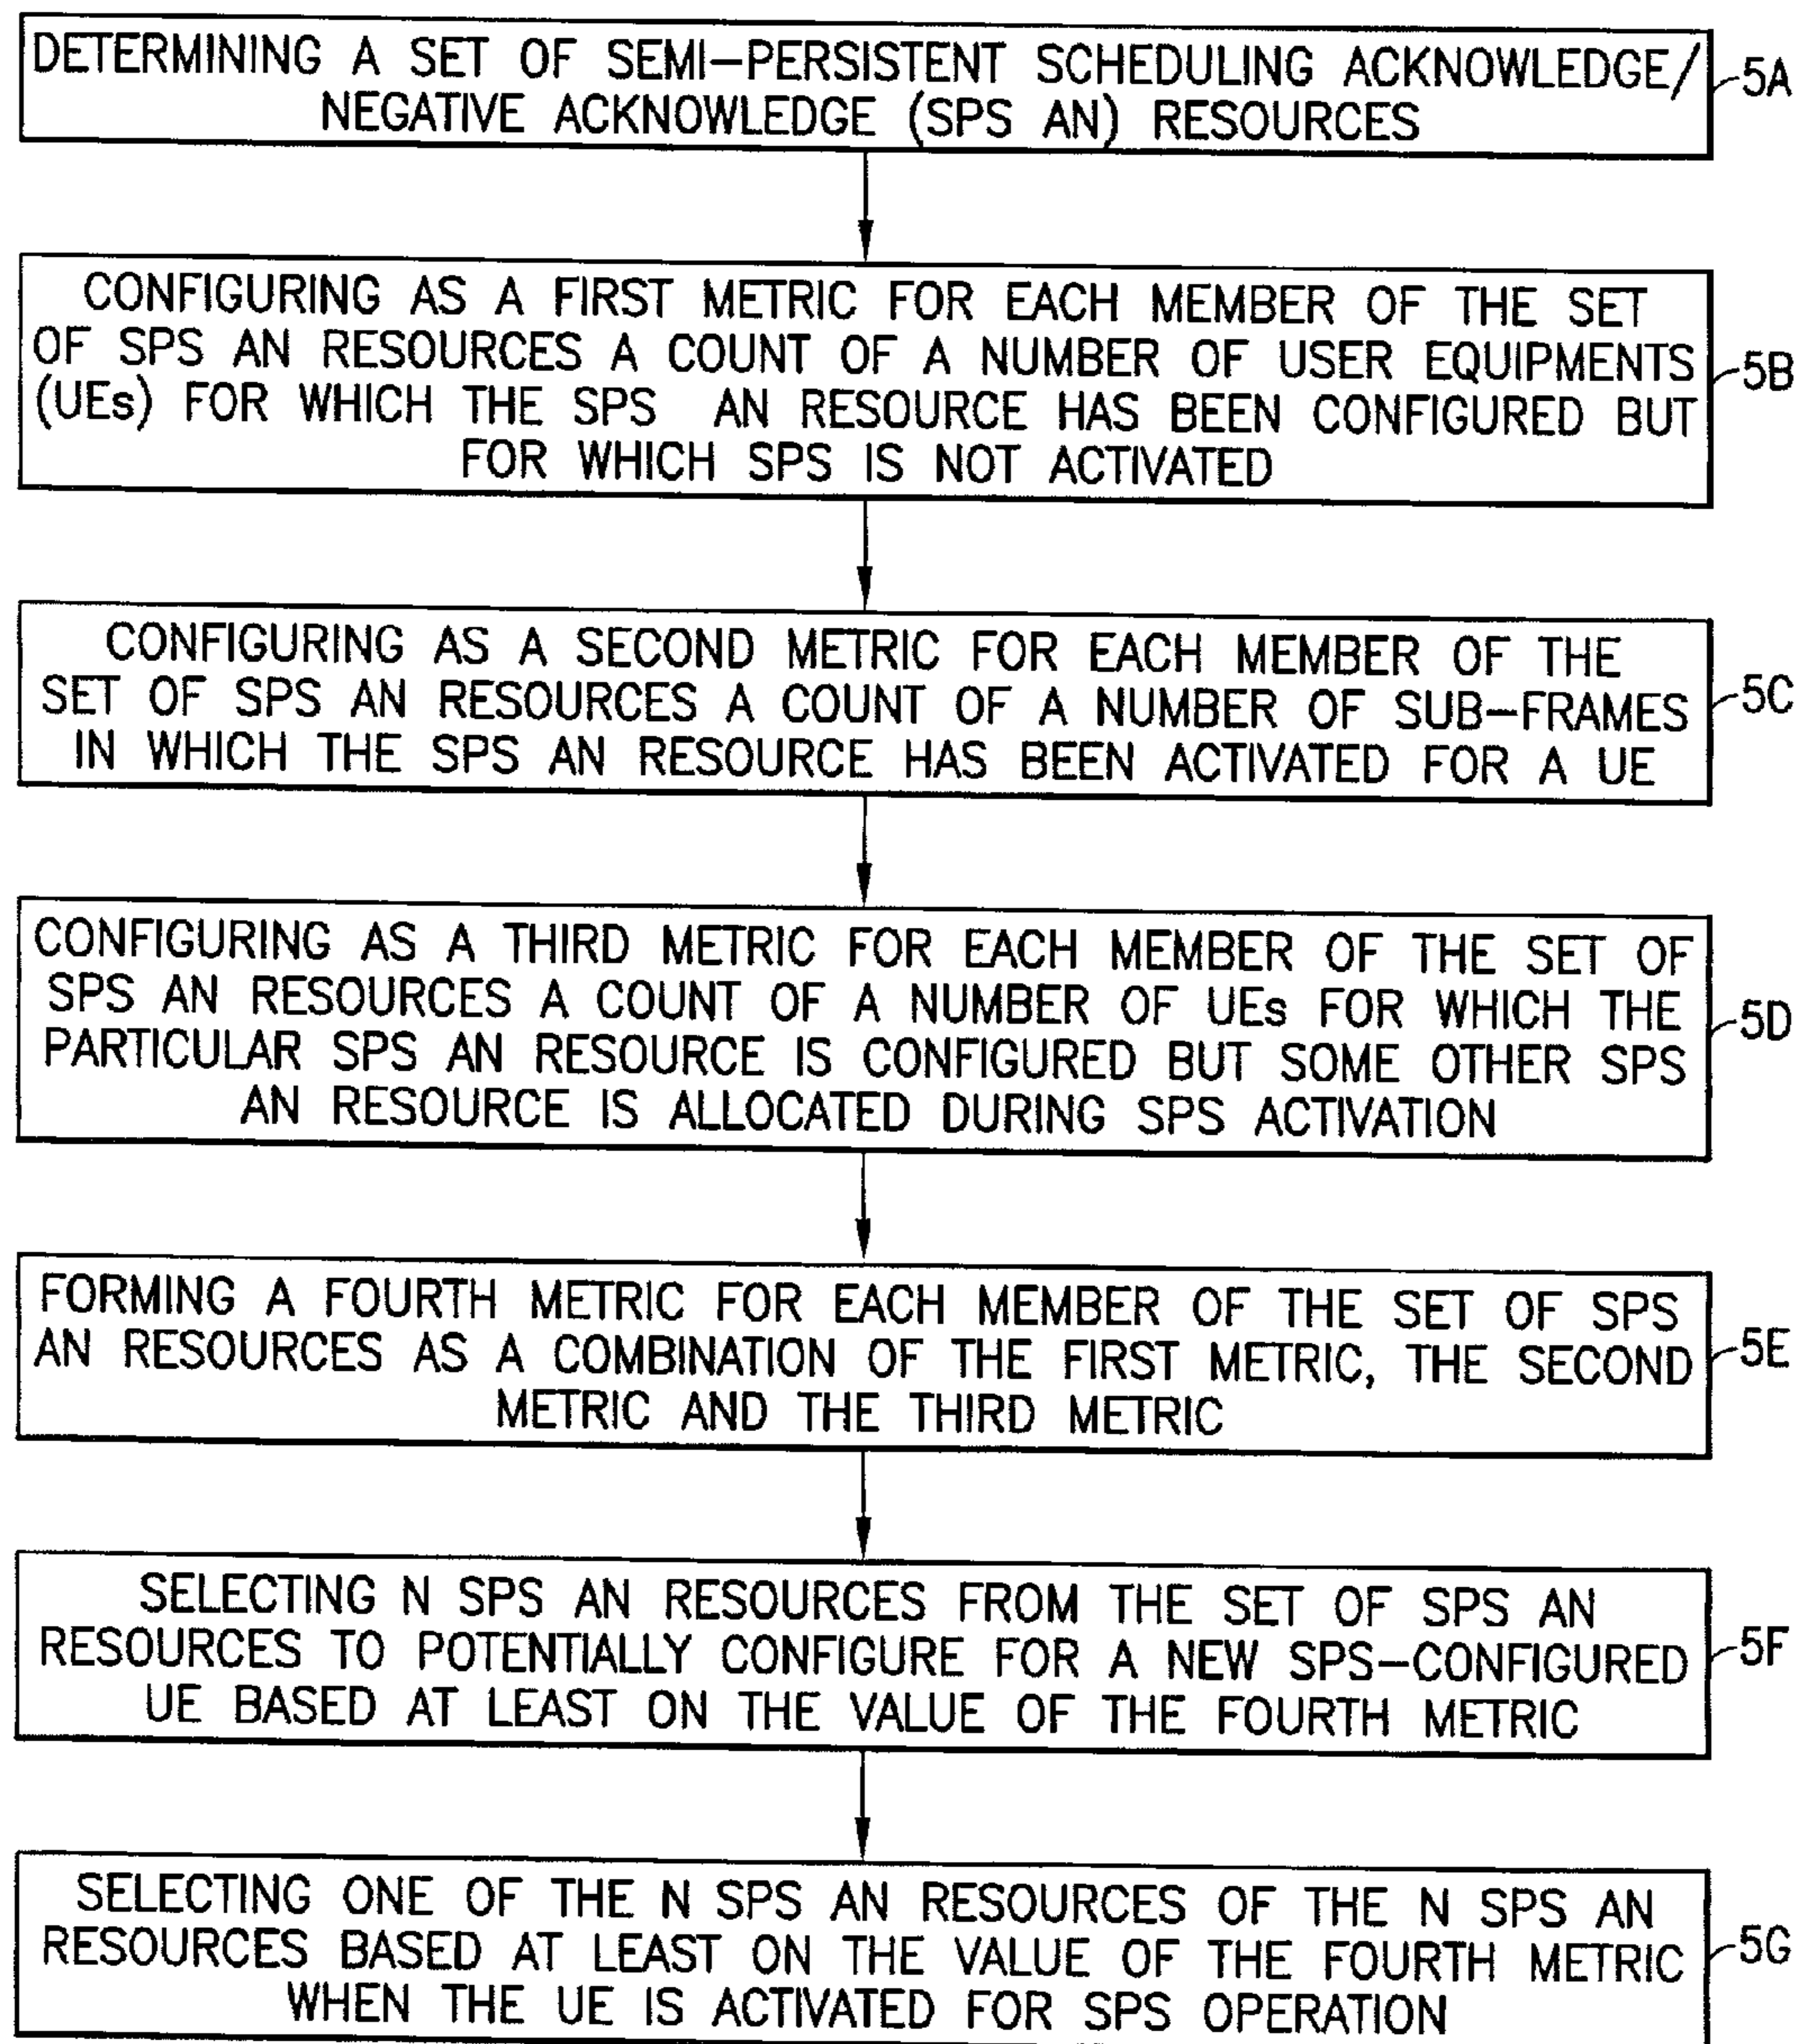 DETERMINING A SET OF SEMI-PERSISTENT SCHEDULING ACKNOWLEDGE/
NEGATIVE ACKNOWLEDGE (SPS AN) RESOURCES
5A
CONFIGURING AS A FIRST METRIC FOR EACH MEMBER OF THE SET
OF SPS AN RESOURCES A COUNT OF A NUMBER OF USER EQUIPMENTS
(UEs) FOR WHICH THE SPS AN RESOURCE HAS BEEN CONFIGURED BUT
FOR WHICH SPS IS NOT ACTIVATED
5B
CONFIGURING AS A SECOND METRIC FOR EACH MEMBER OF THE
SET OF SPS AN RESOURCES A COUNT OF A NUMBER OF SUB-FRAMES
IN WHICH THE SPS AN RESOURCE HAS BEEN ACTIVATED FOR A UE
5C
CONFIGURING AS A THIRD METRIC FOR EACH MEMBER OF THE SET OF
SPS AN RESOURCES A COUNT OF A NUMBER OF UEs FOR WHICH THE
PARTICULAR SPS AN RESOURCE IS CONFIGURED BUT SOME OTHER SPS
AN RESOURCE IS ALLOCATED DURING SPS ACTIVATION
5D
FORMING A FOURTH METRIC FOR EACH MEMBER OF THE SET OF SPS
AN RESOURCES AS A COMBINATION OF THE FIRST METRIC, THE SECOND
METRIC AND THE THIRD METRIC
5E
SELECTING N SPS AN RESOURCES FROM THE SET OF SPS AN
RESOURCES TO POTENTIALLY CONFIGURE FOR A NEW SPS-CONFIGURED
UE BASED AT LEAST ON THE VALUE OF THE FOURTH METRIC
5F
SELECTING ONE OF THE N SPS AN RESOURCES OF THE N SPS AN
RESOURCES BASED AT LEAST ON THE VALUE OF THE FOURTH METRIC
WHEN THE UE IS ACTIVATED FOR SPS OPERATION
5G